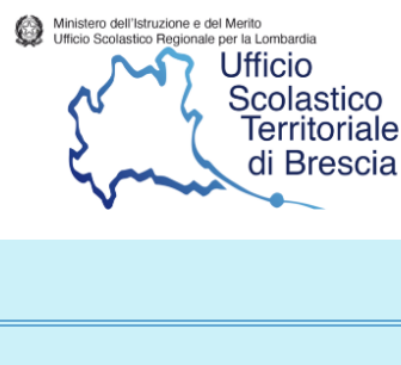 Ministero dell'Istruzione e del Merito
Ufficio Scolastico Regionale per la Lombardia
Ufficio
Scolastico
Territoriale
di Brescia